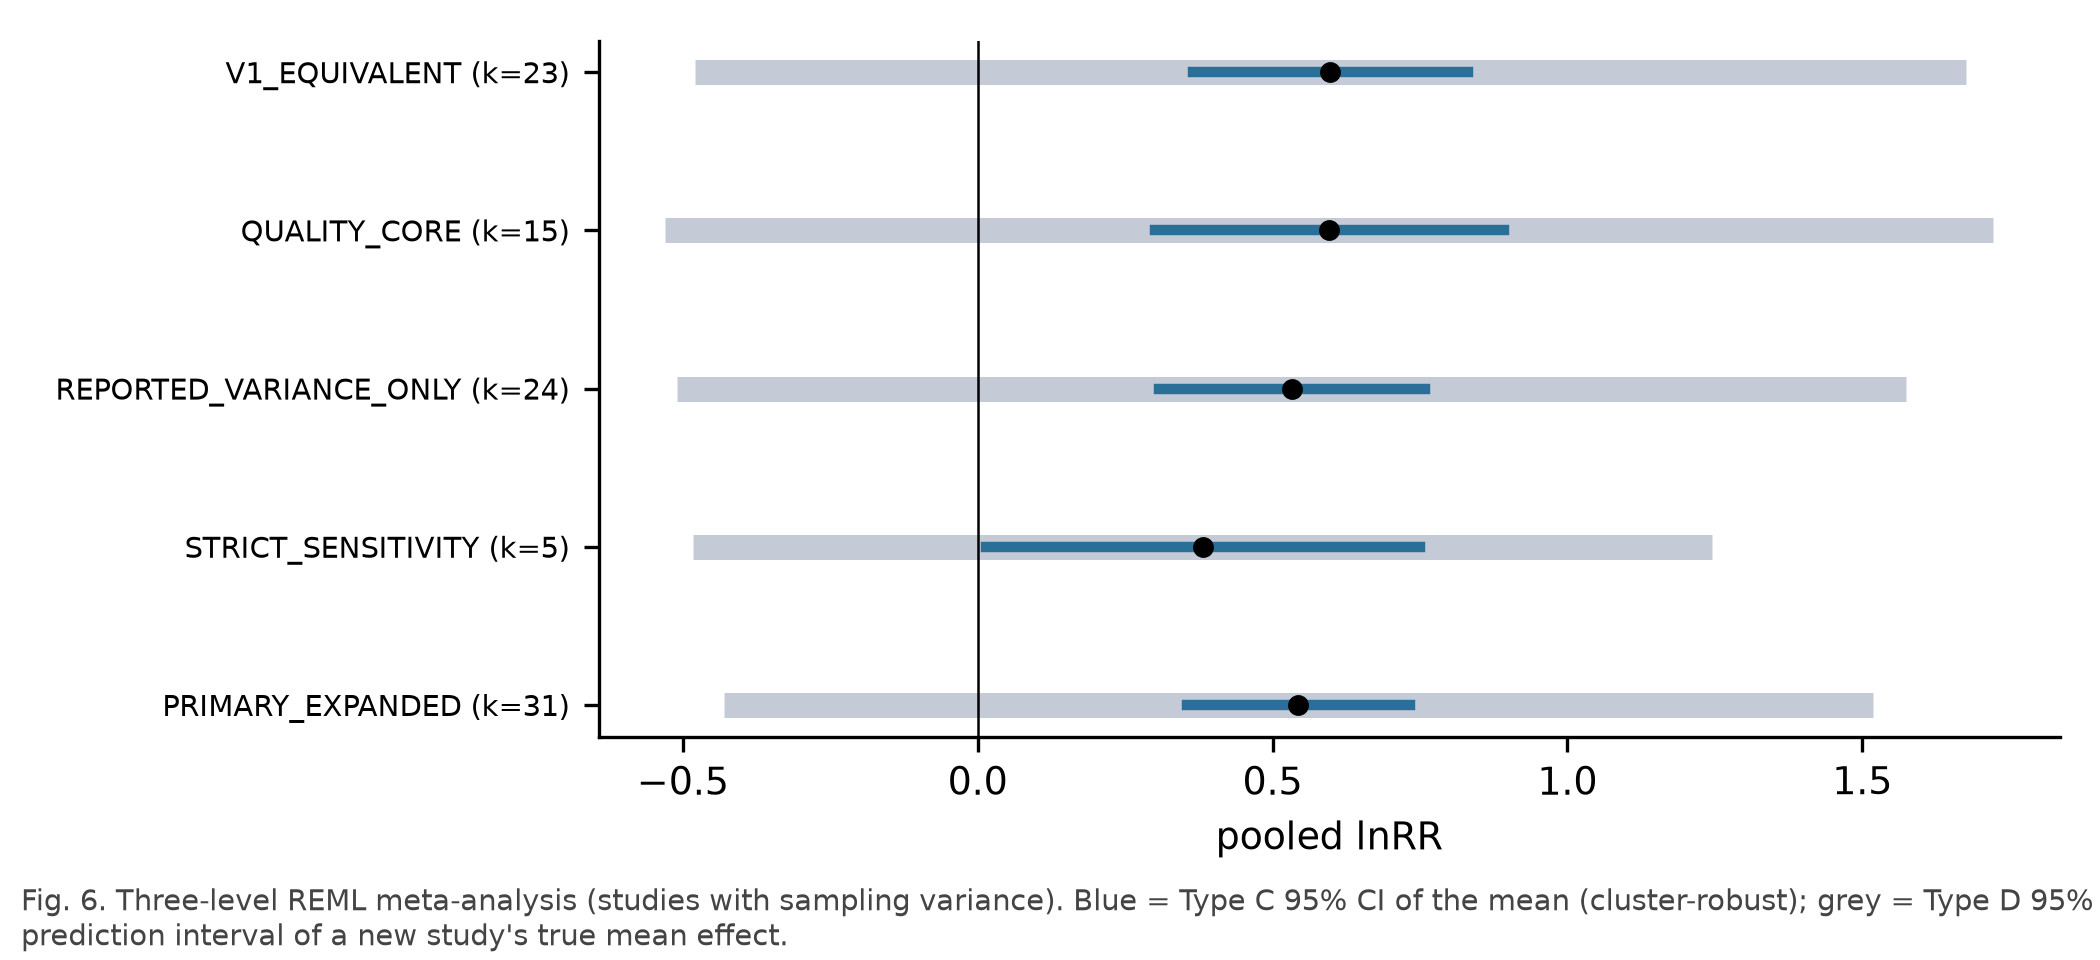 V1_EQUIVALENT (k=23)
QUALITY_CORE (k=15)
REPORTED_VARIANCE_ONLY (k=24)
STRICT_SENSITIVITY (k=5)
PRIMARY_EXPANDED (k=31)
−0.5 0.0 0.5 1.0 1.5
pooled lnRR
Fig. 6. Three-level REML meta-analysis (studies with sampling variance). Blue = Type C 95% CI of the mean (cluster-robust); grey = Type D 95%
prediction interval of a new study's true mean effect.